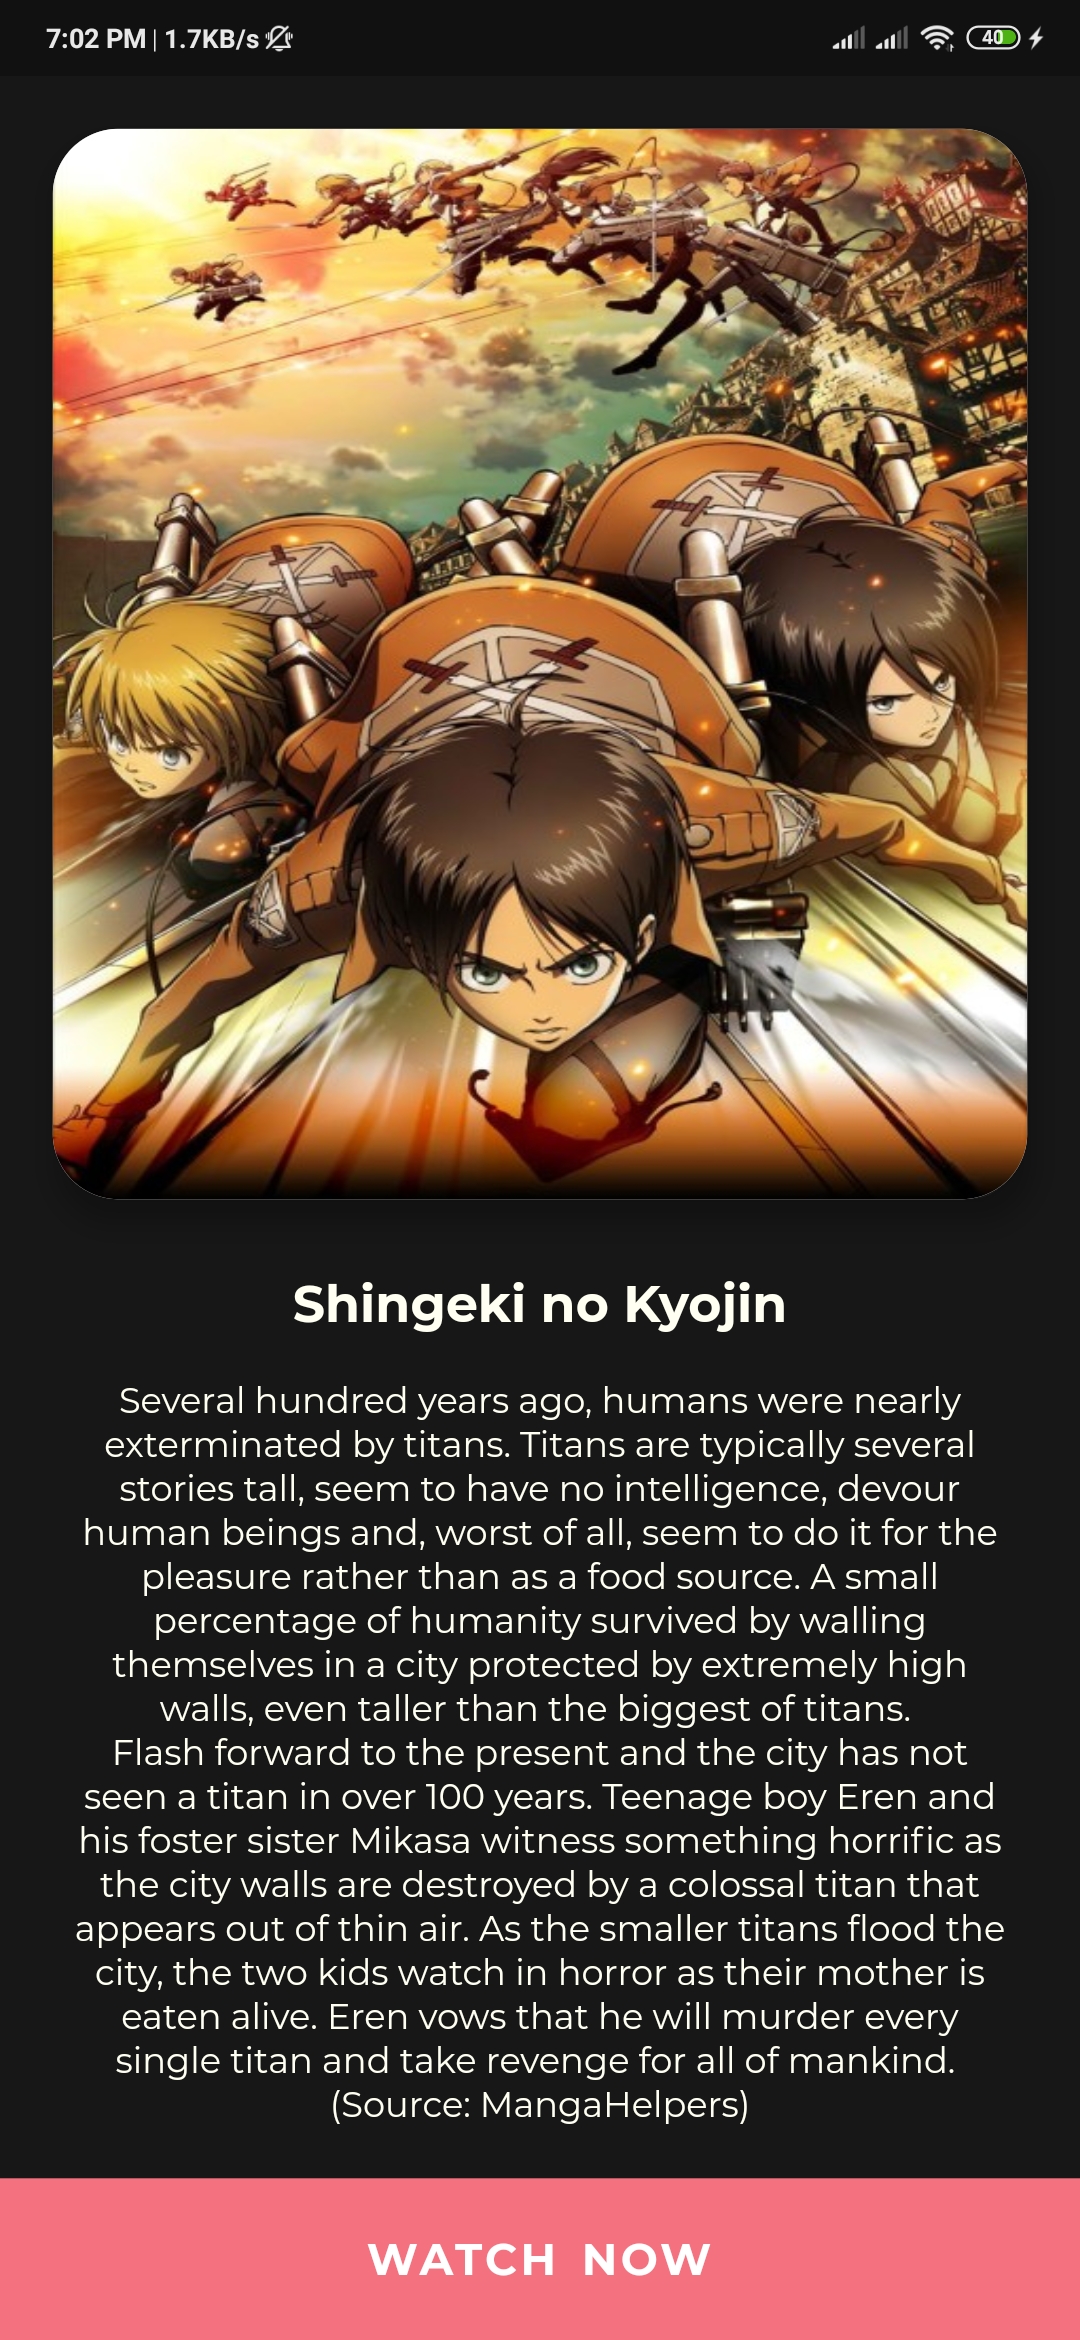 7:02 PM | 1.7KB/s
40
Shingeki no Kyojin
Several hundred years ago, humans were nearly
exterminated by titans. Titans are typically several
stories tall, seem to have no intelligence, devour
human beings and, worst of all, seem to do it for the
pleasure rather than as a food source. A small
percentage of humanity survived by walling
themselves in a city protected by extremely high
walls, even taller than the biggest of titans.
Flash forward to the present and the city has not
seen a titan in over 100 years. Teenage boy Eren and
his foster sister Mikasa witness something horrific as
the city walls are destroyed by a colossal titan that
appears out of thin air. As the smaller titans flood the
city, the two kids watch in horror as their mother is
eaten alive. Eren vows that he will murder every
single titan and take revenge for all of mankind.
(Source: MangaHelpers)
WATCH NOW